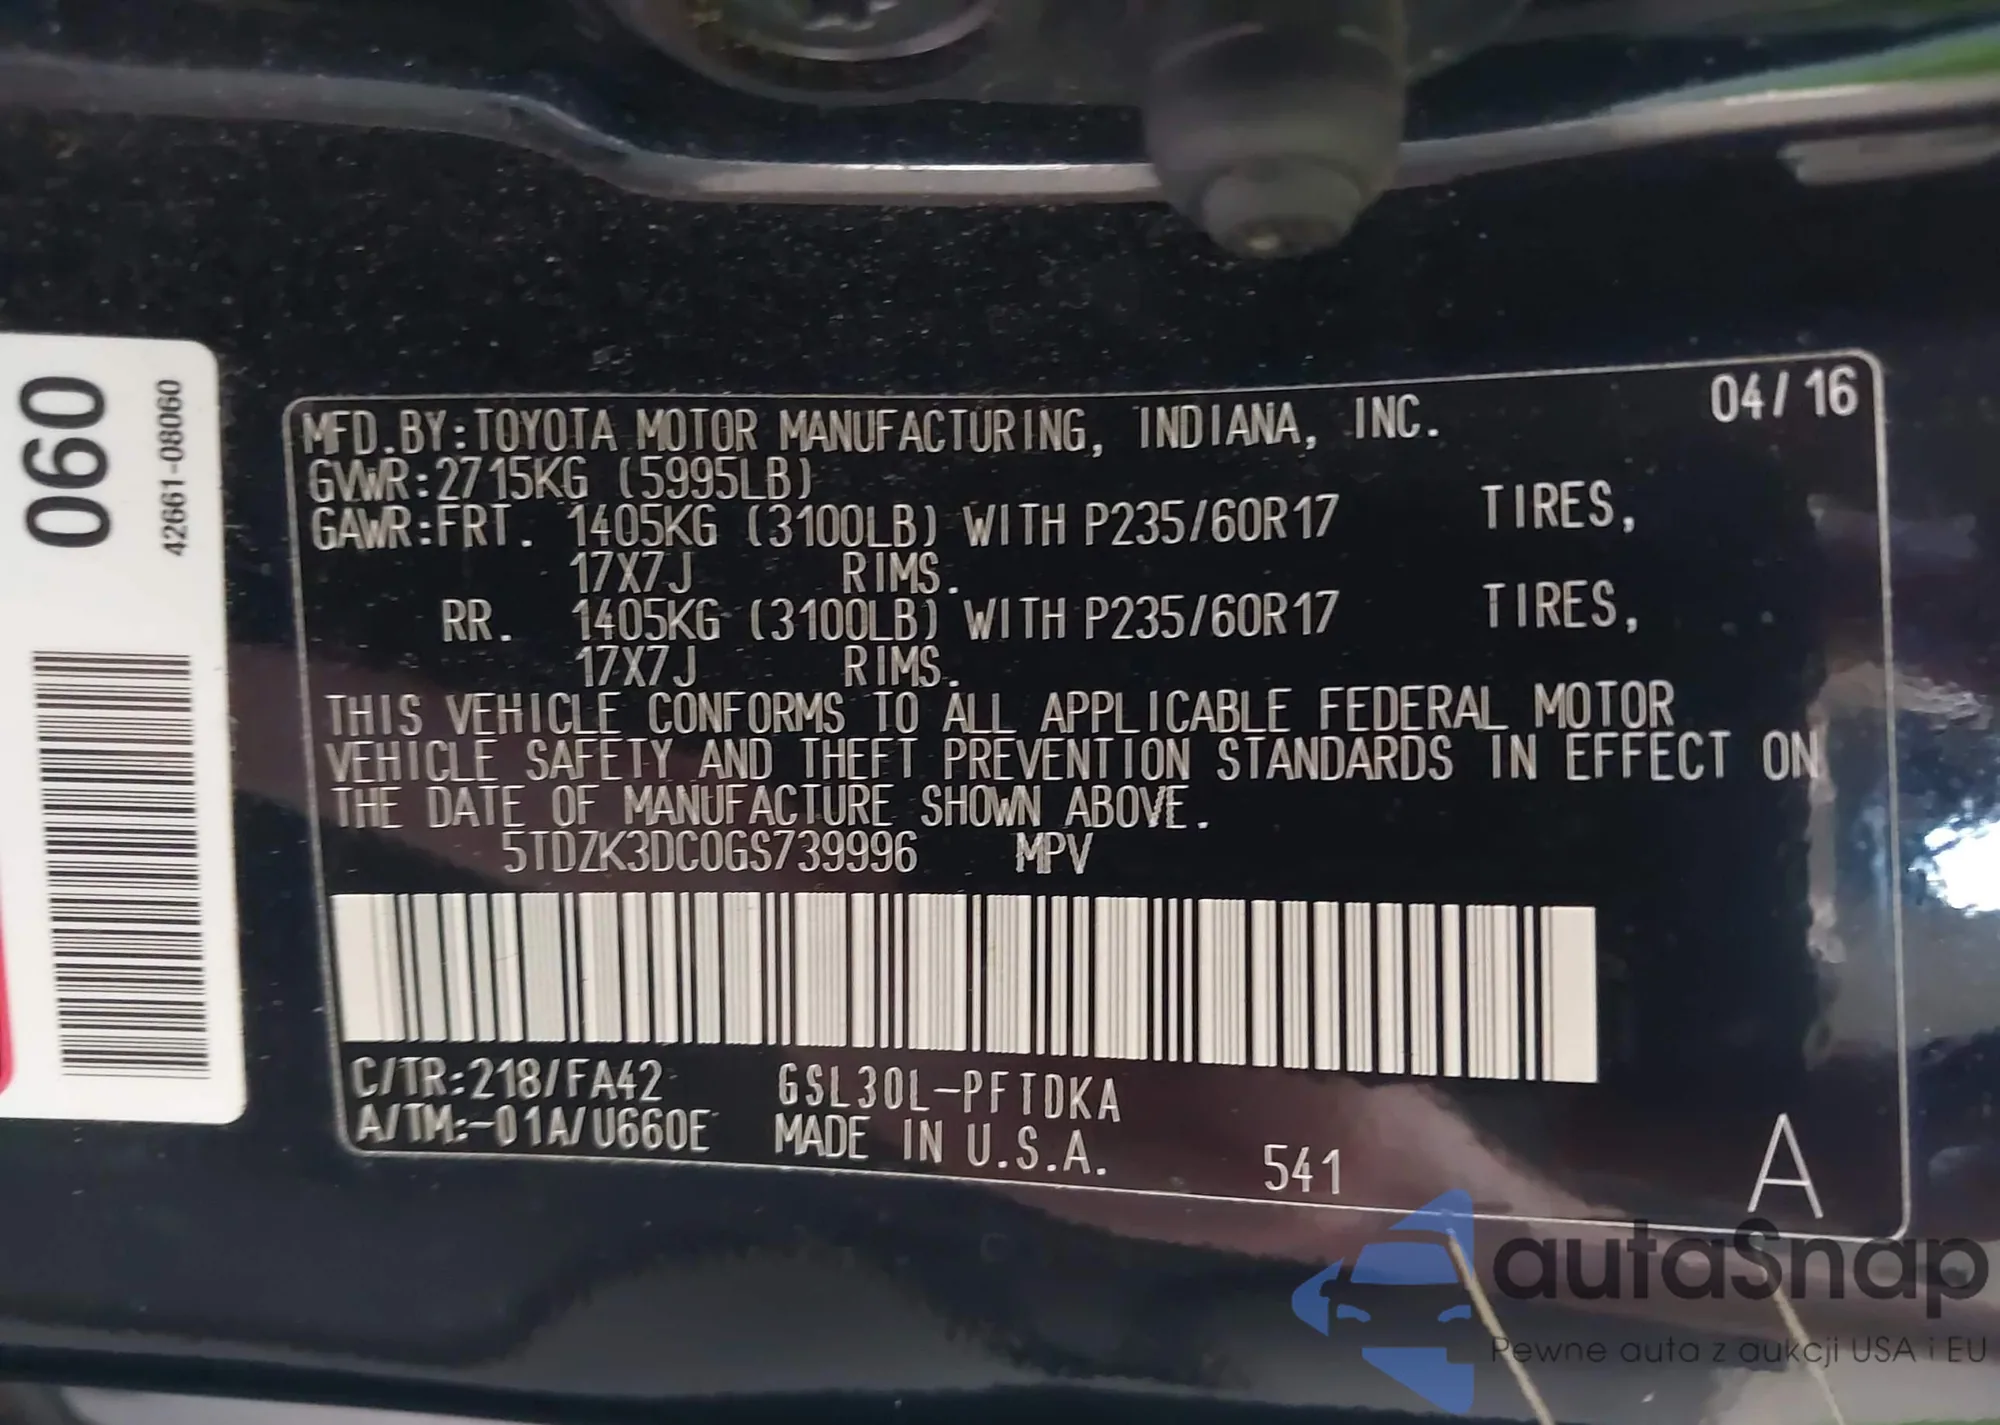 060
42661-08060
MFD.BY:TOYOTA MOTOR MANUFACTURING, INDIANA, INC. 04/16
GVWR:2715KG (5995LB)
GAWR:FRT. 1405KG (3100LB) WITH P235/60R17 TIRES,
17X7J RIMS.
RR. 1405KG (3100LB) WITH P235/60R17 TIRES,
17X7J RIMS.
THIS VEHICLE CONFORMS TO ALL APPLICABLE FEDERAL MOTOR
VEHICLE SAFETY AND THEFT PREVENTION STANDARDS IN EFFECT ON
THE DATE OF MANUFACTURE SHOWN ABOVE.
5TDZK3DC0GS739996 MPV
C/TR:218/FA42 GSL30L-PFTDKA
A/TM:-01A/U660E MADE IN U.S.A. 541 A
autaSnap
Pewne auta z aukcji USA i EU